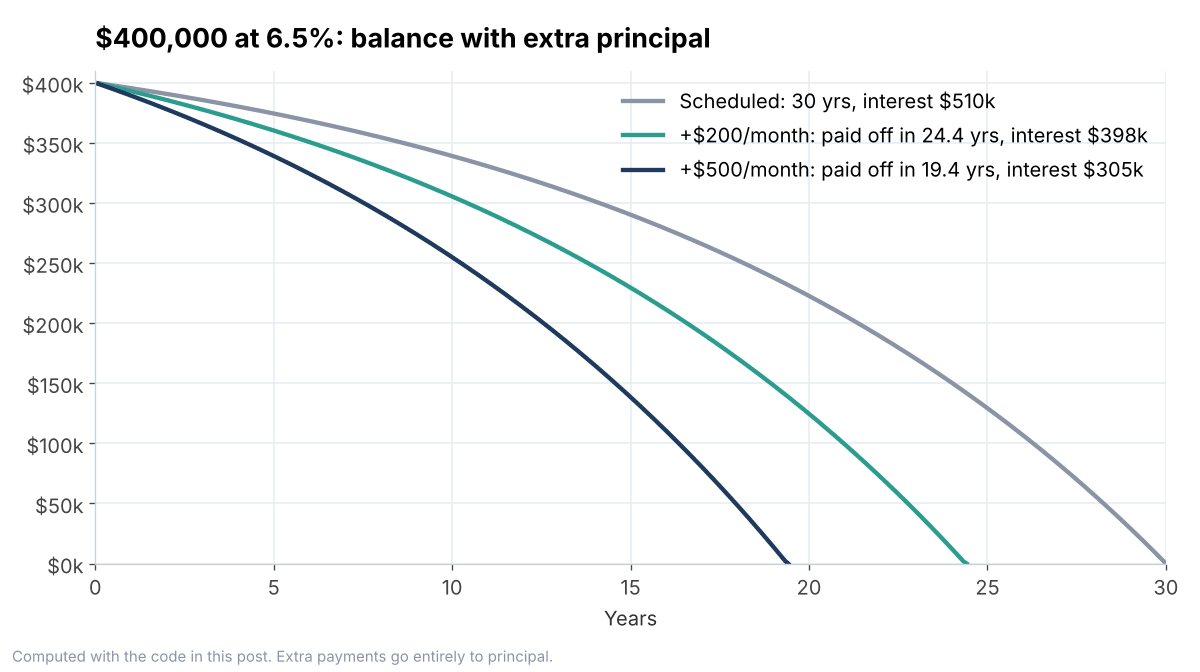 $400,000 at 6.5%: balance with extra principal
$400k
$350k
$300k
$250k
$200k
$150k
$100k
$50k
$0k
Scheduled: 30 yrs, interest $510k
+$200/month: paid off in 24.4 yrs, interest $398k
+$500/month: paid off in 19.4 yrs, interest $305k
0 5 10 15 20 25 30
Years
Computed with the code in this post. Extra payments go entirely to principal.